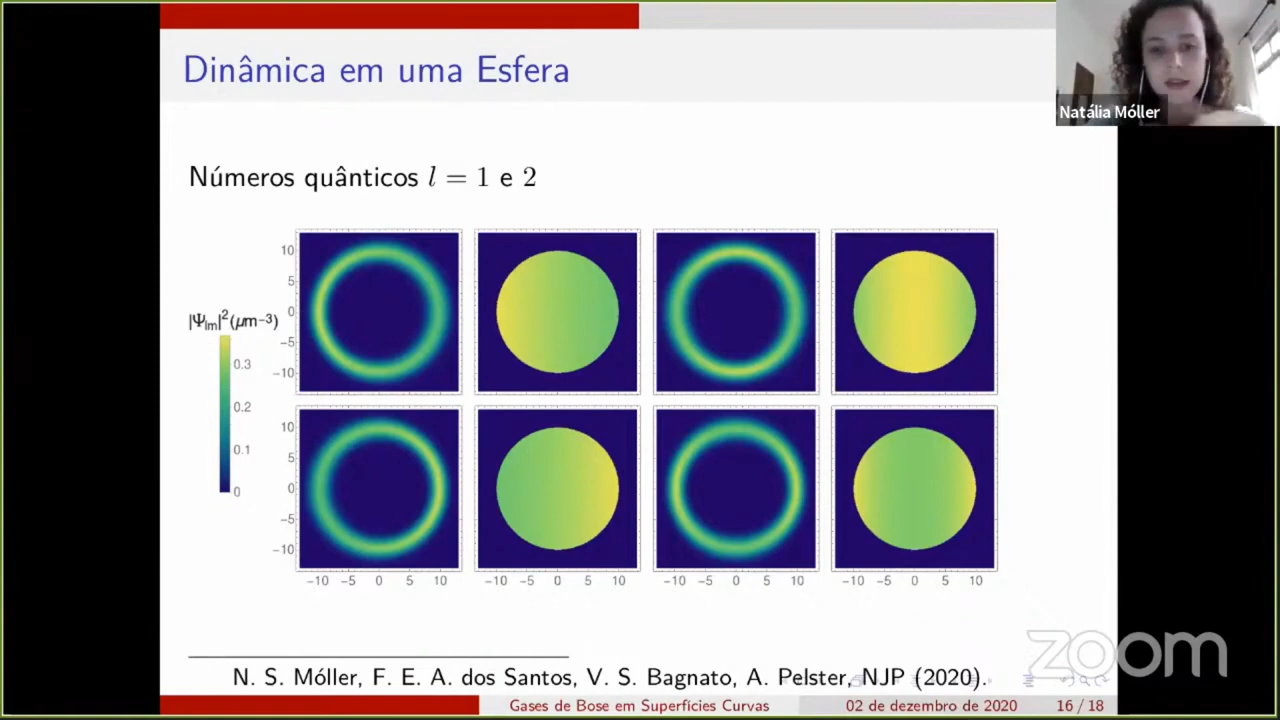 Dinâmica em uma Esfera
Natália Móller
Números quânticos l = 1 e 2
|Ψlm|²(μm−3)
0.3
0.2
0.1
0
10
5
0
−5
−10
10
5
0
−5
−10
−10 −5 0 5 10
−10 −5 0 5 10
−10 −5 0 5 10
−10 −5 0 5 10
N. S. Móller, F. E. A. dos Santos, V. S. Bagnato, A. Pelster, NJP (2020).
zoom
Gases de Bose em Superfícies Curvas 02 de dezembro de 2020 16 / 18